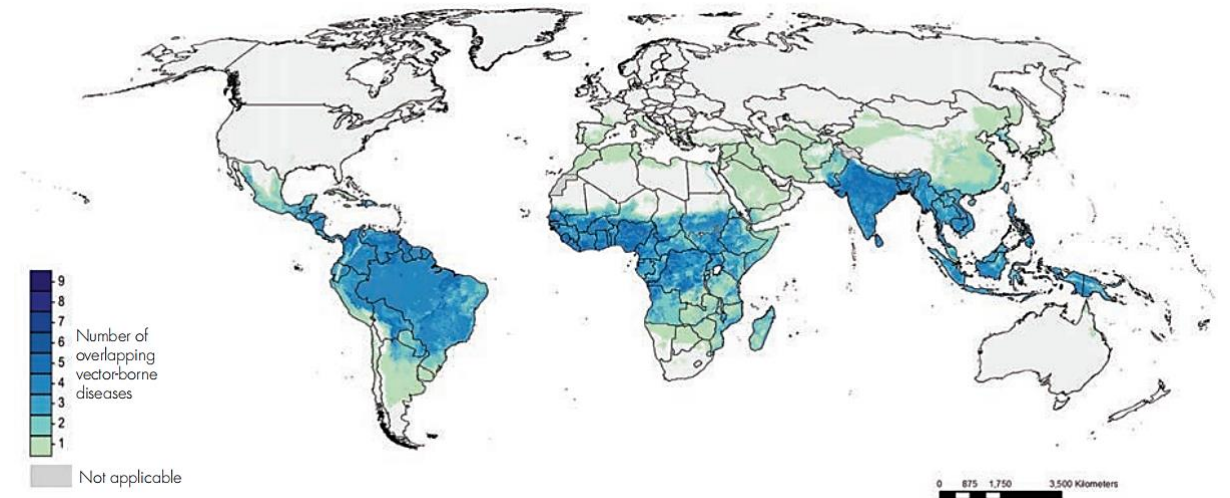 9
8
7
6
5
4
3
2
1
Number of
overlapping
vector-borne
diseases
Not applicable
0 875 1,750 3,500 Kilometers